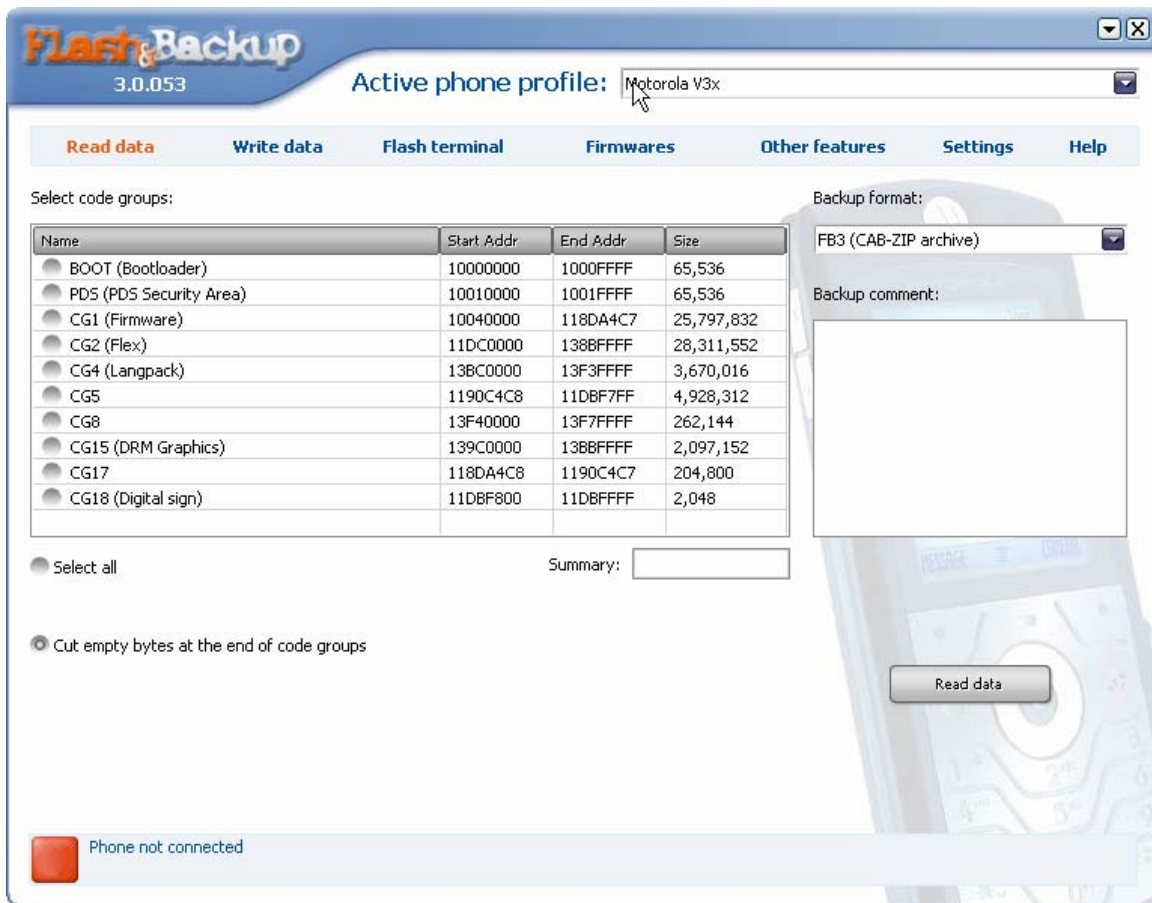 Flash&Backup
3.0.053
Active phone profile: Motorola V3x
Read data Write data Flash terminal Firmwares Other features Settings Help
Select code groups: Backup format:
Name Start Addr End Addr Size FB3 (CAB-ZIP archive)
BOOT (Bootloader) 10000000 1000FFFF 65,536
PDS (PDS Security Area) 10010000 1001FFFF 65,536 Backup comment:
CG1 (Firmware) 10040000 118DA4C7 25,797,832
CG2 (Flex) 11DC0000 138BFFFF 28,311,552
CG4 (Langpack) 13BC0000 13F3FFFF 3,670,016
CG5 1190C4C8 11DBF7FF 4,928,312
CG8 13F40000 13F7FFFF 262,144
CG15 (DRM Graphics) 139C0000 13BBFFFF 2,097,152
CG17 118DA4C8 1190C4C7 204,800
CG18 (Digital sign) 11DBF800 11DBFFFF 2,048
MESSAGE
Select all Summary:
Cut empty bytes at the end of code groups
Read data
Phone not connected